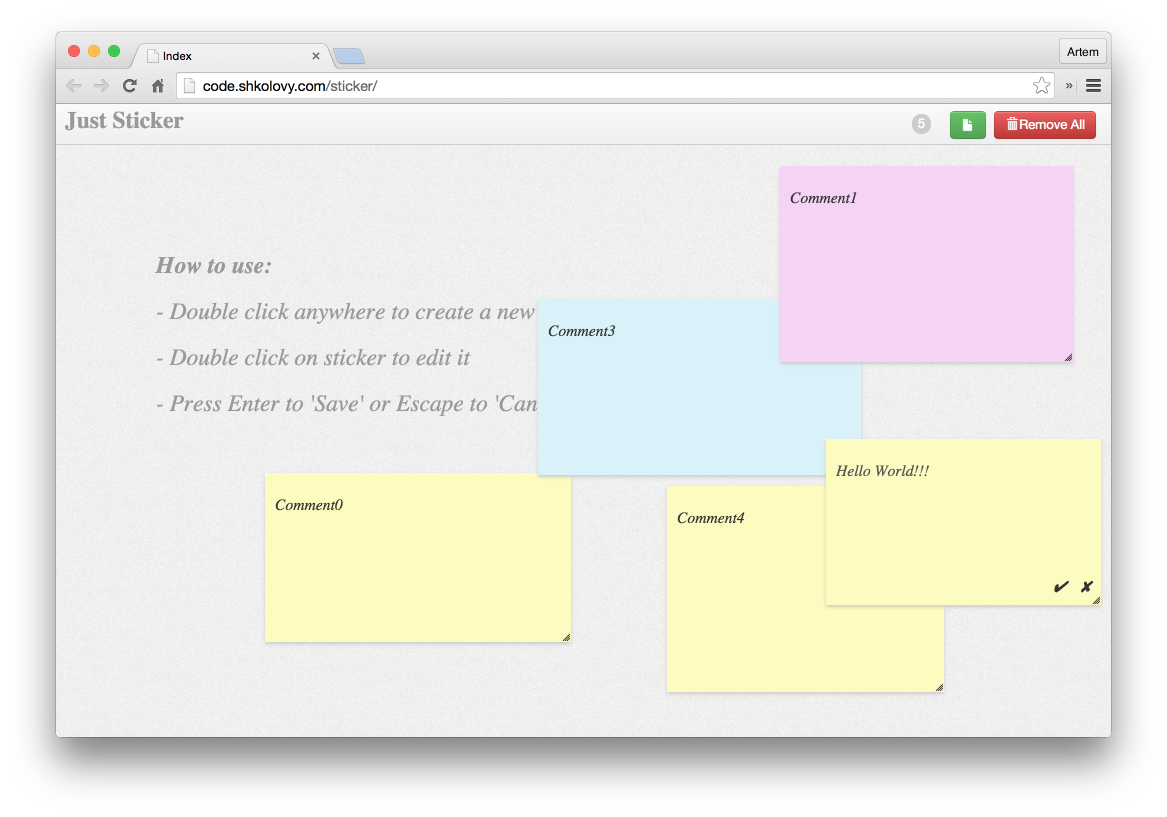 Index
Artem
code.shkolovy.com/sticker/
Just Sticker
5
Remove All
Comment1
How to use:
- Double click anywhere to create a new
Comment3
- Double click on sticker to edit it
- Press Enter to 'Save' or Escape to 'Can
Hello World!!!
Comment0
Comment4